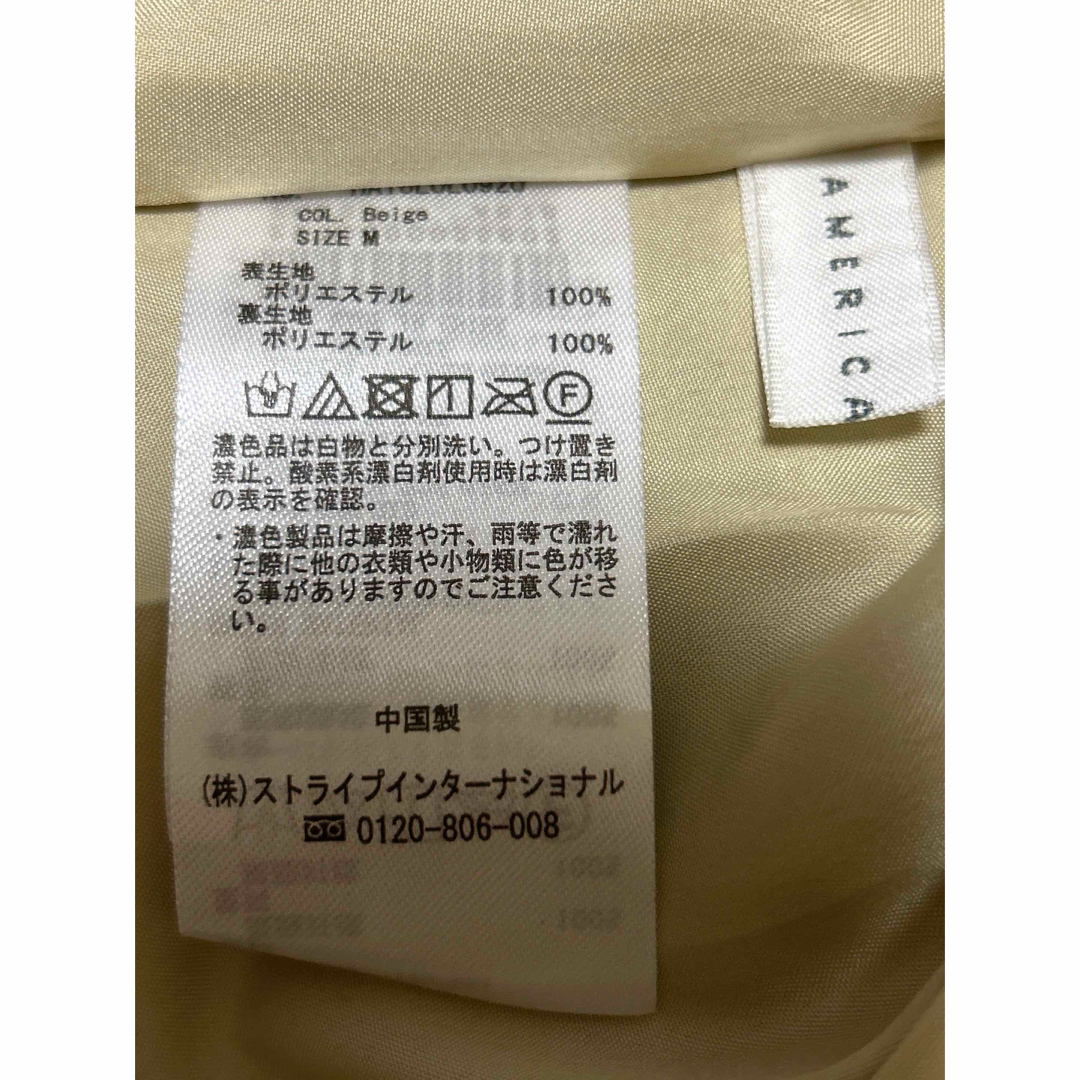 COL. Beige
SIZE M
表生地
ポリエステル 100%
裏生地
ポリエステル 100%
F
濃色品は白物と分別洗い。つけ置き
禁止。酸素系漂白剤使用時は漂白剤
の表示を確認。
・濃色製品は摩擦や汗、雨等で濡れ
た際に他の衣類や小物類に色が移
る事がありますのでご注意くださ
い。
中国製
(株)ストライプインターナショナル
0120-806-008
AMERICA